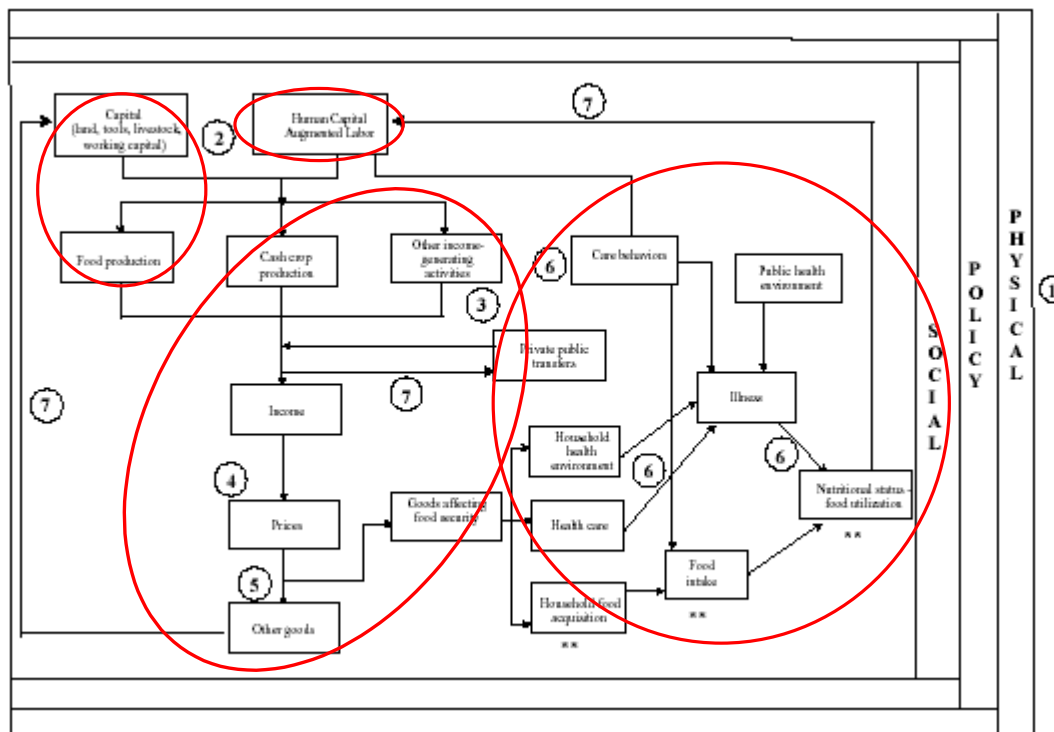 7
Capital
(land, tools, livestock,
working capital)
2
Human Capital
Augmented Labor
Food production
Cash crop
production
Other income-
generating
activities
6
Care behaviors
Public health
environment
3
Private public
transfers
7
7
Income
Illness
4
Prices
Goods affecting
food security
Household
health
environment
6
6
Health care
Nutritional status -
food utilization
**
5
Other goods
Household food
acquisition
**
Food
intake
**
SOCIAL
POLICY
PHYSICAL
1